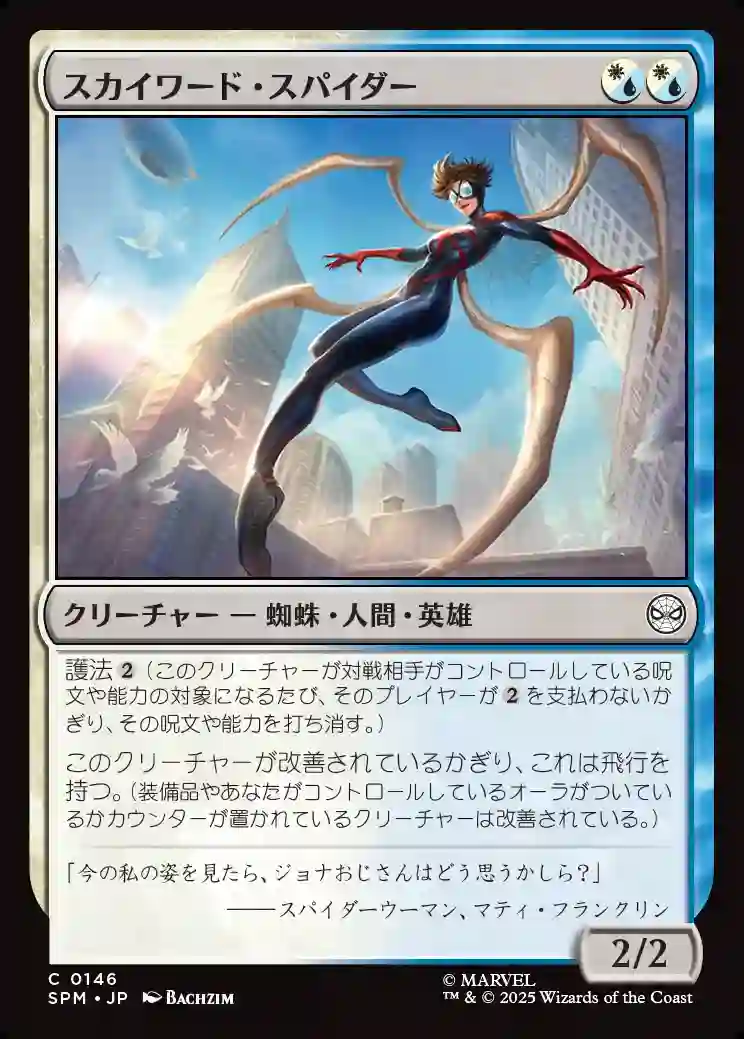 スカイワード・スパイダー
クリーチャー — 蜘蛛・人間・英雄
護法 2（このクリーチャーが対戦相手がコントロールしている呪
文や能力の対象になるたび、そのプレイヤーが 2 を支払わないか
ぎり、その呪文や能力を打ち消す。）
このクリーチャーが改善されているかぎり、これは飛行を
持つ。（装備品やあなたがコントロールしているオーラがついてい
るかカウンターが置かれているクリーチャーは改善されている。）
「今の私の姿を見たら、ジョナおじさんはどう思うかしら？」
——スパイダーウーマン、マティ・フランクリン
2/2
C 0146
SPM • JP BACHZIM
© MARVEL
™ & © 2025 Wizards of the Coast